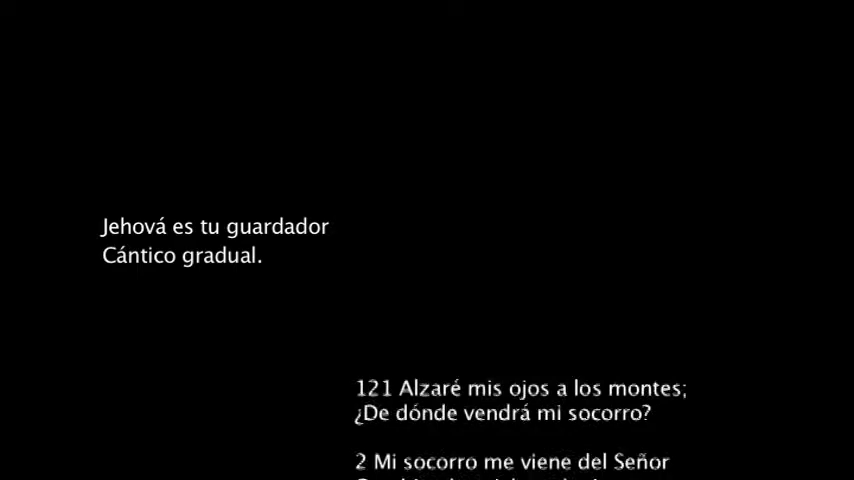 Jehová es tu guardador
Cántico gradual.
121 Alzaré mis ojos a los montes;
¿De dónde vendrá mi socorro?
2 Mi socorro me viene del Señor